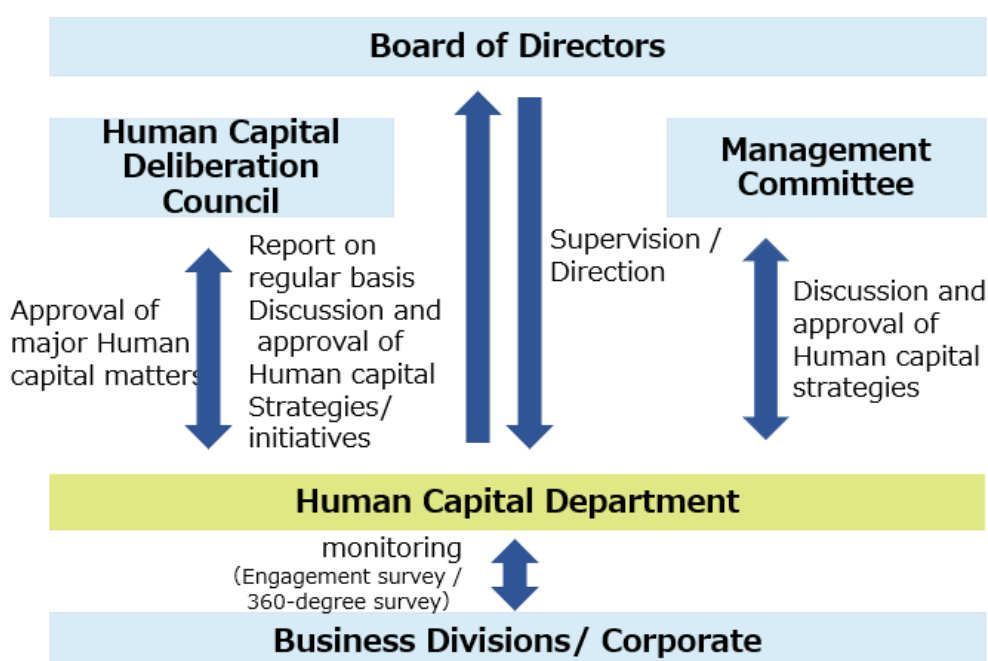 Board of Directors
Human Capital
Deliberation
Council
Management
Committee
Approval of
major Human
capital matters
Report on
regular basis
Discussion and
approval of
Human capital
Strategies/
initiatives
Supervision /
Direction
Discussion and
approval of
Human capital
strategies
Human Capital Department
monitoring
(Engagement survey /
360-degree survey)
Business Divisions/ Corporate